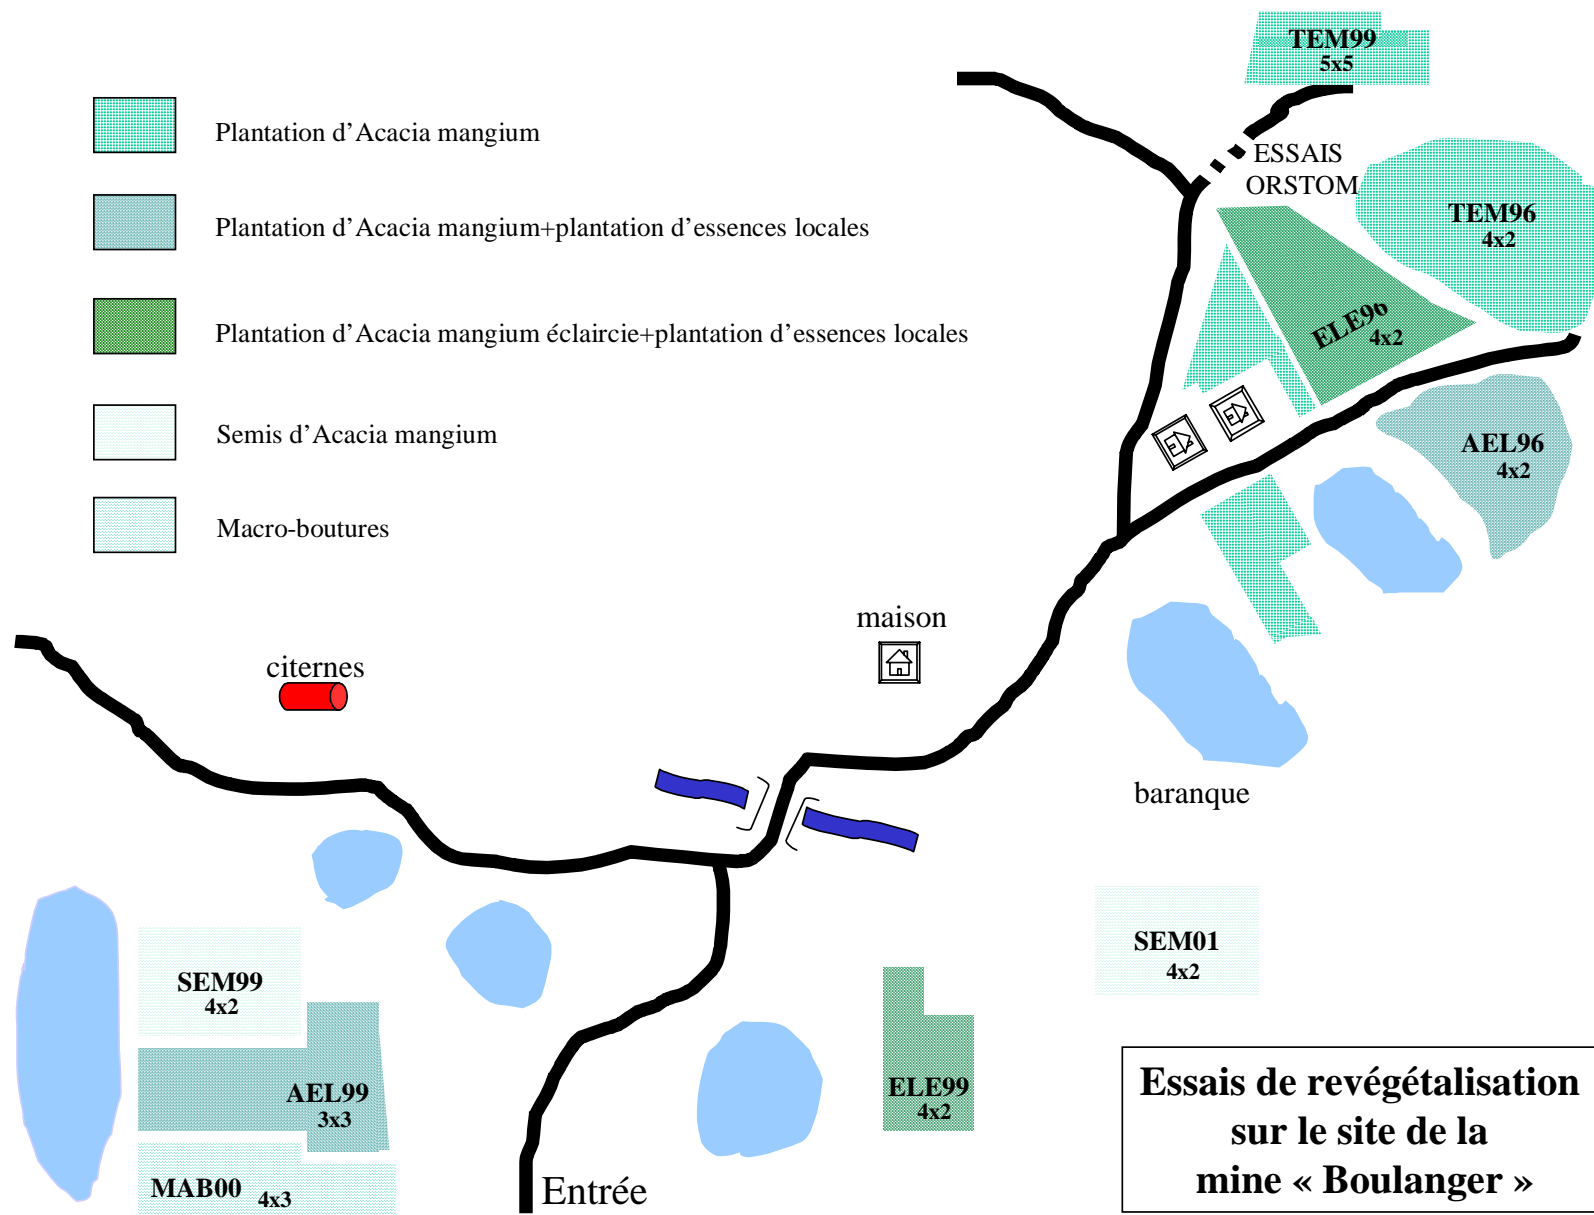 TEM99
5x5
Plantation d’Acacia mangium
ESSAIS
ORSTOM
Plantation d’Acacia mangium+plantation d’essences locales
TEM96
4x2
Plantation d’Acacia mangium éclaircie+plantation d’essences locales
ELE96
4x2
Semis d’Acacia mangium
AEL96
4x2
Macro-boutures
maison
citernes
baranque
SEM01
4x2
SEM99
4x2
AEL99
3x3
ELE99
4x2
MAB00 4x3
Entrée
Essais de revégétalisation
sur le site de la
mine « Boulanger »